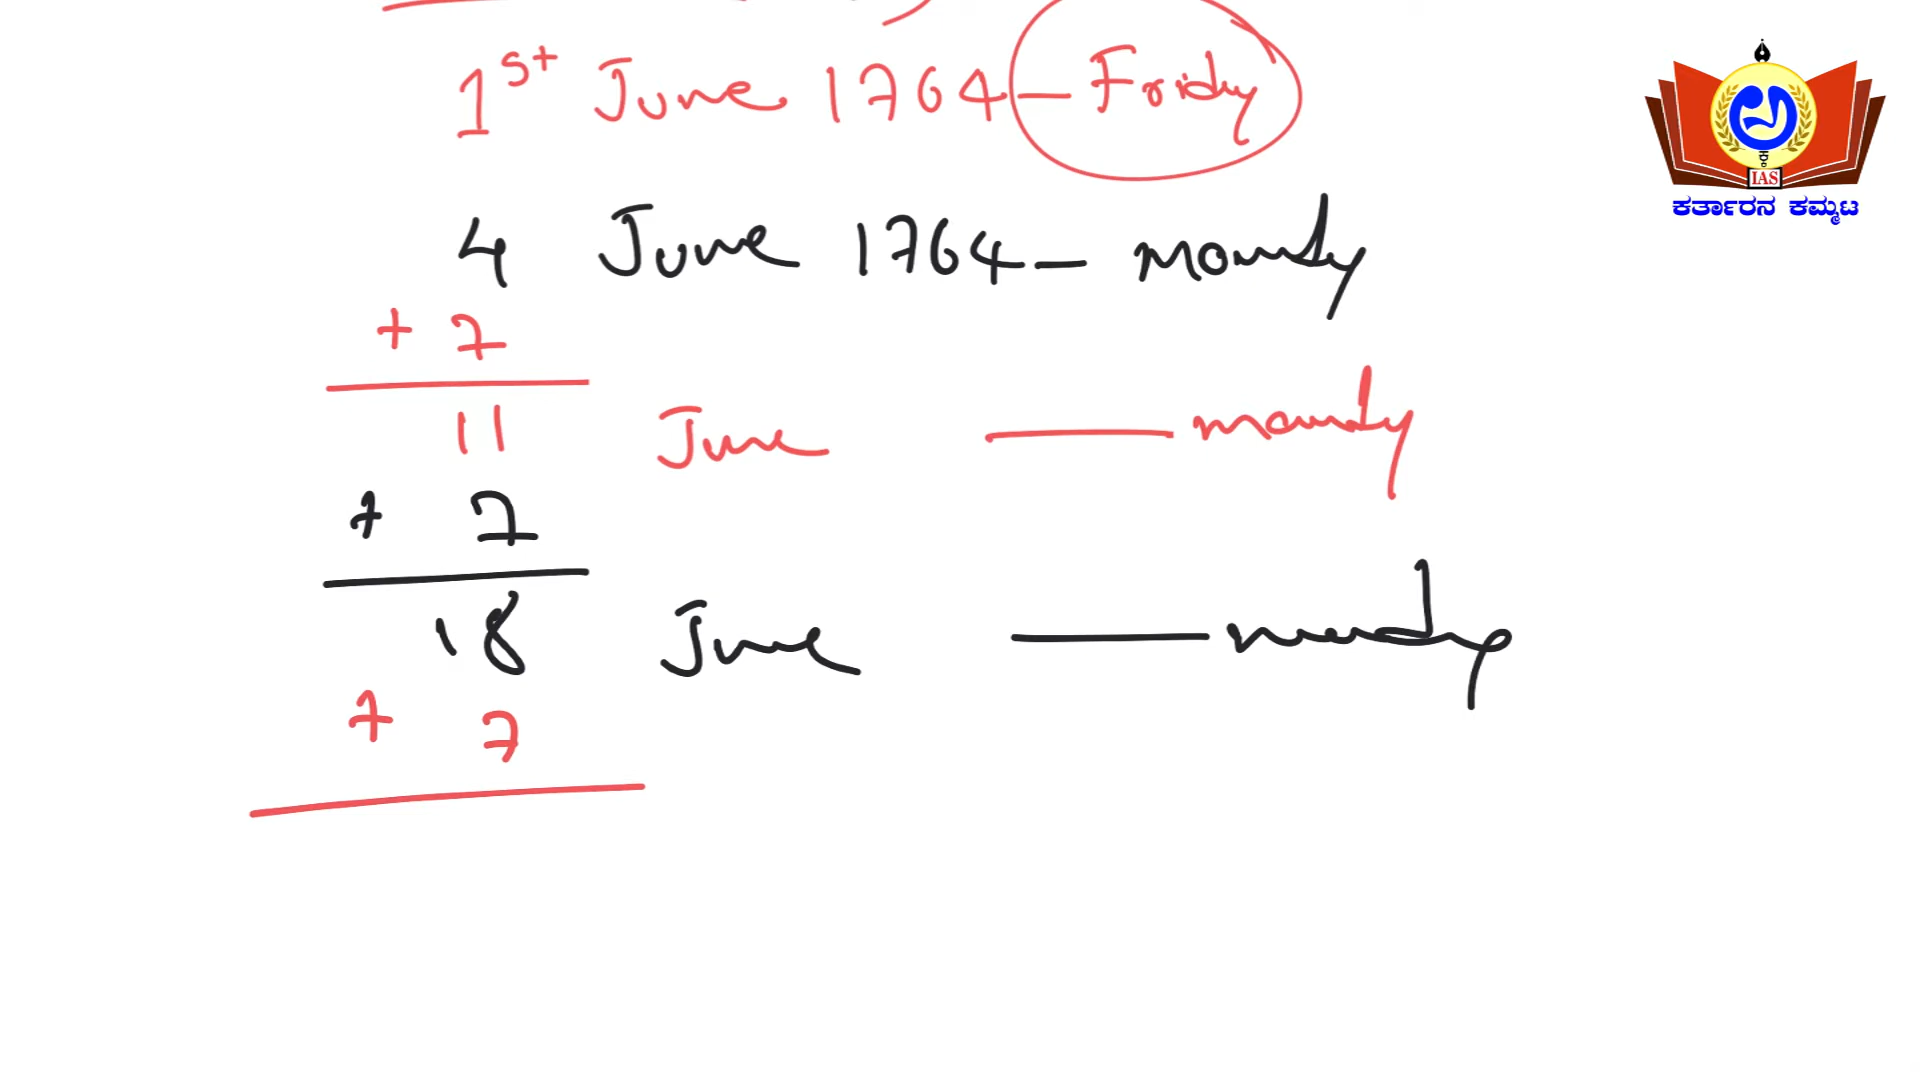 1st June 1764 - Friday
4 June 1764 - monday
+ 7
11 June - monday
+ 7
18 June - monday
+ 7
ಅ
ಥ
IAS
ಕರ್ತಾರನ ಕಮ್ಮಟ